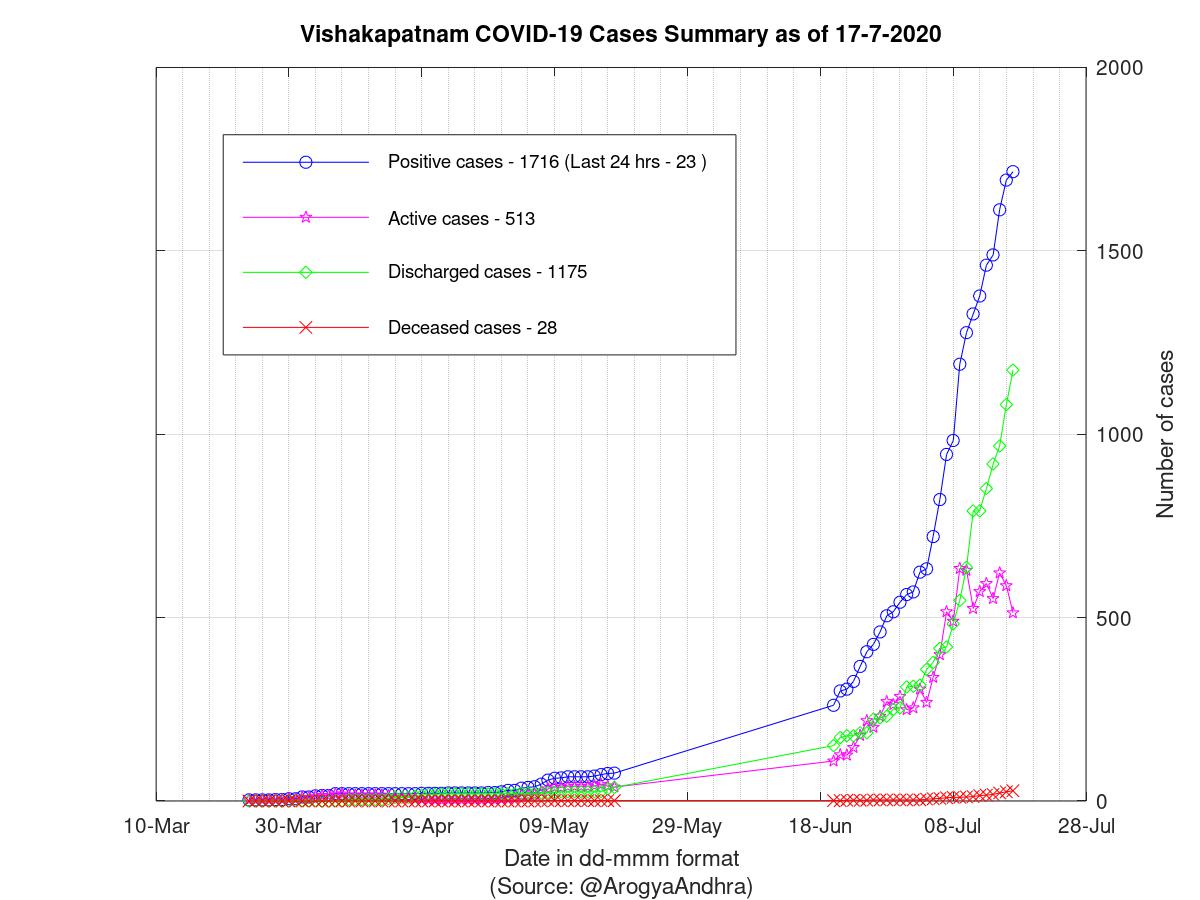 Vishakapatnam COVID-19 Cases Summary as of 17-7-2020
2000
Positive cases - 1716 (Last 24 hrs - 23 )
Active cases - 513
1500
Discharged cases - 1175
Deceased cases - 28
1000
Number of cases
500
0
10-Mar 30-Mar 19-Apr 09-May 29-May 18-Jun 08-Jul 28-Jul
Date in dd-mmm format
(Source: @ArogyaAndhra)